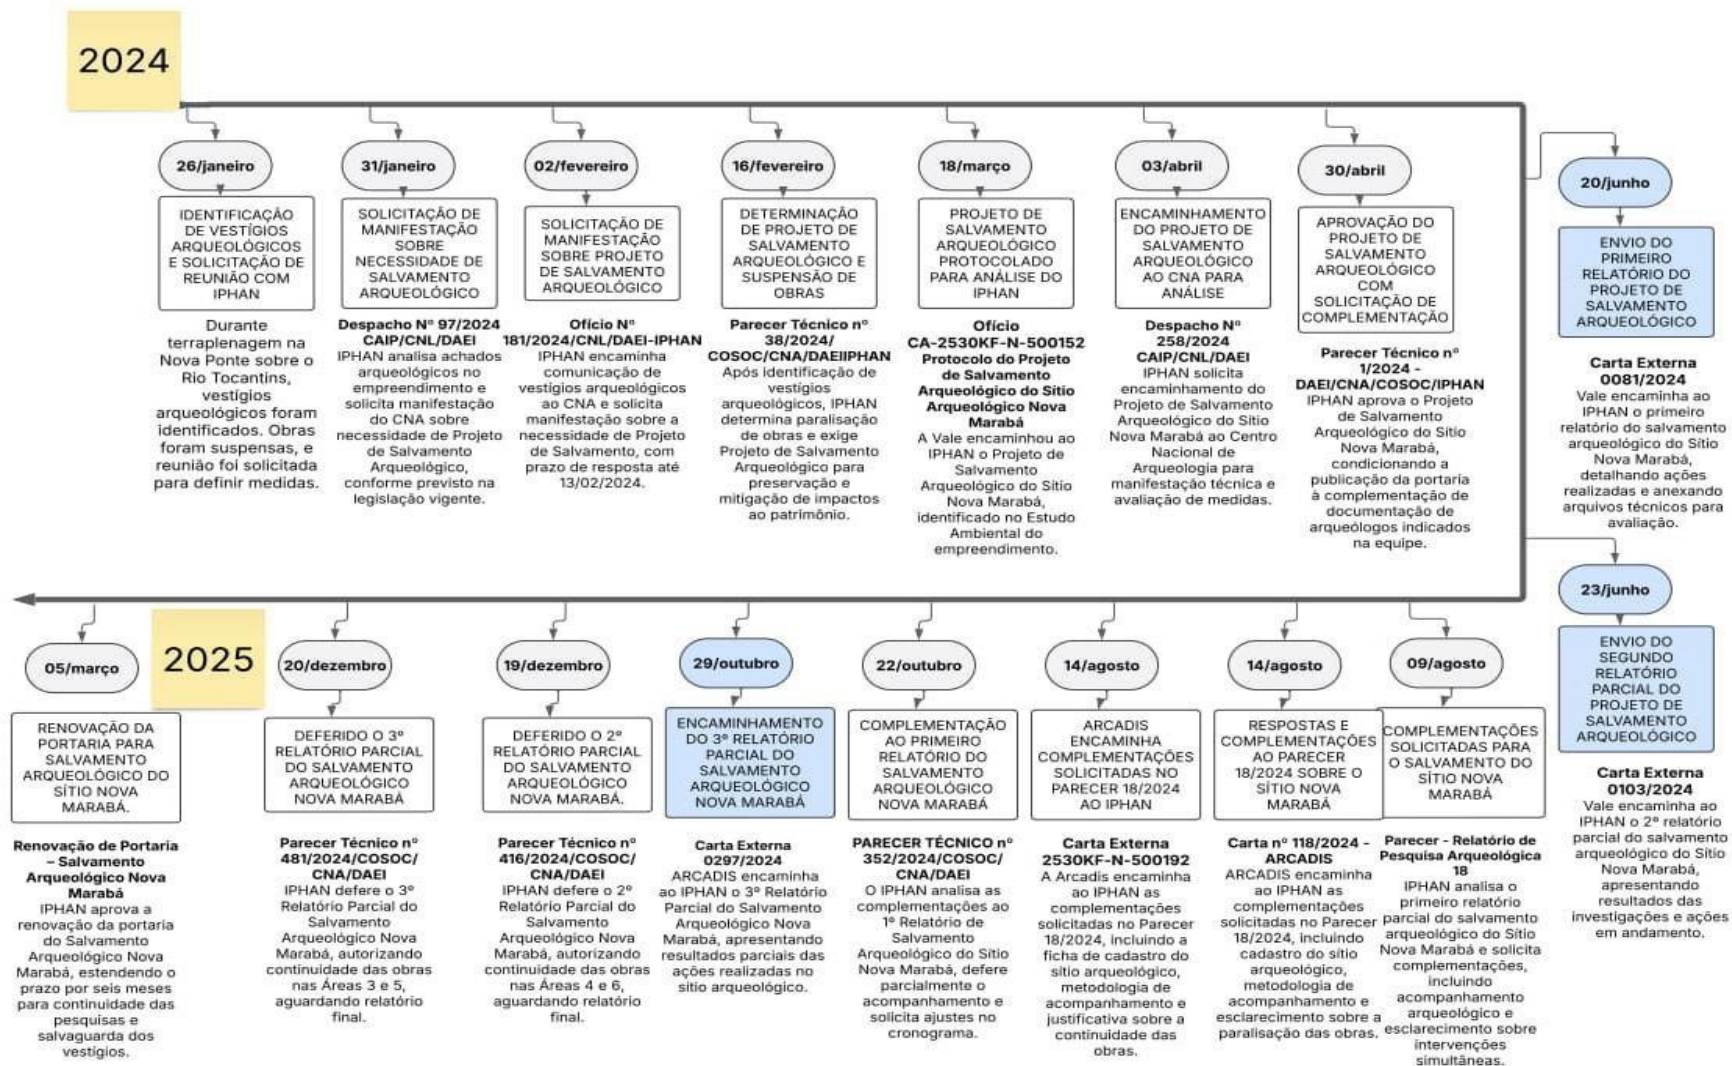 2024
26/janeiro
IDENTIFICAÇÃO
DE VESTÍGIOS
ARQUEOLÓGICOS
E SOLICITAÇÃO DE
REUNIÃO COM
IPHAN
Durante
terraplenagem na
Nova Ponte sobre o
Rio Tocantins,
vestígios
arqueológicos foram
identificados. Obras
foram suspensas, e
reunião foi solicitada
para definir medidas.
31/janeiro
SOLICITAÇÃO DE
MANIFESTAÇÃO
SOBRE
NECESSIDADE DE
SALVAMENTO
ARQUEOLÓGICO
Despacho Nº 97/2024
CAIP/CNL/DAEI
IPHAN analisa achados
arqueológicos no
empreendimento e
solicita manifestação
do CNA sobre
necessidade de Projeto
de Salvamento
Arqueológico,
conforme previsto na
legislação vigente.
02/fevereiro
SOLICITAÇÃO DE
MANIFESTAÇÃO
SOBRE PROJETO
DE SALVAMENTO
ARQUEOLÓGICO
Ofício Nº
181/2024/CNL/DAEI-IPHAN
IPHAN encaminha
comunicação de
vestígios arqueológicos
ao CNA e solicita
manifestação sobre a
necessidade de Projeto
de Salvamento, com
prazo de resposta até
13/02/2024.
16/fevereiro
DETERMINAÇÃO
DE PROJETO DE
SALVAMENTO
ARQUEOLÓGICO E
SUSPENSÃO DE
OBRAS
Parecer Técnico nº
38/2024/
COSOC/CNA/DAEIIPHAN
Após identificação de
vestígios
arqueológicos, IPHAN
determina paralisação
de obras e exige
Projeto de Salvamento
Arqueológico para
preservação e
mitigação de impactos
ao patrimônio.
18/março
PROJETO DE
SALVAMENTO
ARQUEOLÓGICO
PROTOCOLADO
PARA ANÁLISE DO
IPHAN
Ofício
CA-2530KF-N-500152
Protocolo do Projeto
de Salvamento
Arqueológico do Sítio
Arqueológico Nova
Marabá
A Vale encaminhou ao
IPHAN o Projeto de
Salvamento
Arqueológico do Sítio
Nova Marabá,
identificado no Estudo
Ambiental do
empreendimento.
03/abril
ENCAMINHAMENTO
DO PROJETO DE
SALVAMENTO
ARQUEOLÓGICO
AO CNA PARA
ANÁLISE
Despacho Nº
258/2024
CAIP/CNL/DAEI
IPHAN solicita
encaminhamento do
Projeto de Salvamento
Arqueológico do Sítio
Nova Marabá ao Centro
Nacional de
Arqueologia para
manifestação técnica e
avaliação de medidas.
30/abril
APROVAÇÃO DO
PROJETO DE
SALVAMENTO
ARQUEOLÓGICO
COM
SOLICITAÇÃO DE
COMPLEMENTAÇÃO
Parecer Técnico nº
1/2024 -
DAEI/CNA/COSOC/IPHAN
IPHAN aprova o Projeto
de Salvamento
Arqueológico do Sítio
Nova Marabá,
condicionando a
publicação da portaria
à complementação de
documentação de
arqueólogos indicados
na equipe.
20/junho
ENVIO DO
PRIMEIRO
RELATÓRIO DO
PROJETO DE
SALVAMENTO
ARQUEOLÓGICO
Carta Externa
0081/2024
Vale encaminha ao
IPHAN o primeiro
relatório do salvamento
arqueológico do Sítio
Nova Marabá,
detalhando ações
realizadas e anexando
arquivos técnicos para
avaliação.
23/junho
ENVIO DO
SEGUNDO
RELATÓRIO
PARCIAL DO
PROJETO DE
SALVAMENTO
ARQUEOLÓGICO
Carta Externa
0103/2024
Vale encaminha ao
IPHAN o 2º relatório
parcial do salvamento
arqueológico do Sítio
Nova Marabá,
apresentando
resultados das
investigações e ações
em andamento.
09/agosto
COMPLEMENTAÇÕES
SOLICITADAS PARA
O SALVAMENTO DO
SÍTIO NOVA
MARABÁ
Parecer - Relatório de
Pesquisa Arqueológica
18
IPHAN analisa o
primeiro relatório
parcial do salvamento
arqueológico do Sítio
Nova Marabá e solicita
complementações,
incluindo
acompanhamento
arqueológico e
esclarecimento sobre
intervenções
simultâneas.
14/agosto
RESPOSTAS E
COMPLEMENTAÇÕES
AO PARECER
18/2024 SOBRE O
SÍTIO NOVA
MARABÁ
Carta nº 118/2024 -
ARCADIS
ARCADIS encaminha
ao IPHAN as
complementações
solicitadas no Parecer
18/2024, incluindo
cadastro do sítio
arqueológico,
metodologia de
acompanhamento e
esclarecimento sobre a
paralisação das obras.
14/agosto
ARCADIS
ENCAMINHA
COMPLEMENTAÇÕES
SOLICITADAS NO
PARECER 18/2024
AO IPHAN
Carta Externa
2530KF-N-500192
A Arcadis encaminha
ao IPHAN as
complementações
solicitadas no Parecer
18/2024, incluindo a
ficha de cadastro do
sítio arqueológico,
metodologia de
acompanhamento e
justificativa sobre a
continuidade das
obras.
22/outubro
COMPLEMENTAÇÃO
AO PRIMEIRO
RELATÓRIO DO
SALVAMENTO
ARQUEOLÓGICO
NOVA MARABÁ
PARECER TÉCNICO nº
352/2024/COSOC/
CNA/DAEI
O IPHAN analisa as
complementações ao
1º Relatório de
Salvamento
Arqueológico do Sítio
Nova Marabá, defere
parcialmente o
acompanhamento e
solicita ajustes no
cronograma.
29/outubro
ENCAMINHAMENTO
DO 3º RELATÓRIO
PARCIAL DO
SALVAMENTO
ARQUEOLÓGICO
NOVA MARABÁ
Carta Externa
0297/2024
ARCADIS encaminha
ao IPHAN o 3º Relatório
Parcial do Salvamento
Arqueológico Nova
Marabá, apresentando
resultados parciais das
ações realizadas no
sítio arqueológico.
19/dezembro
DEFERIDO O 2º
RELATÓRIO PARCIAL
DO SALVAMENTO
ARQUEOLÓGICO
NOVA MARABÁ.
Parecer Técnico nº
416/2024/COSOC/
CNA/DAEI
IPHAN defere o 2º
Relatório Parcial do
Salvamento
Arqueológico Nova
Marabá, autorizando
continuidade das obras
nas Áreas 4 e 6,
aguardando relatório
final.
20/dezembro
DEFERIDO O 3º
RELATÓRIO PARCIAL
DO SALVAMENTO
ARQUEOLÓGICO
NOVA MARABÁ
Parecer Técnico nº
481/2024/COSOC/
CNA/DAEI
IPHAN defere o 3º
Relatório Parcial do
Salvamento
Arqueológico Nova
Marabá, autorizando
continuidade das obras
nas Áreas 3 e 5,
aguardando relatório
final.
2025
05/março
RENOVAÇÃO DA
PORTARIA PARA
SALVAMENTO
ARQUEOLÓGICO DO
SÍTIO NOVA
MARABÁ.
Renovação de Portaria
– Salvamento
Arqueológico Nova
Marabá
IPHAN aprova a
renovação da portaria
do Salvamento
Arqueológico Nova
Marabá, estendendo o
prazo por seis meses
para continuidade das
pesquisas e
salvaguarda dos
vestígios.